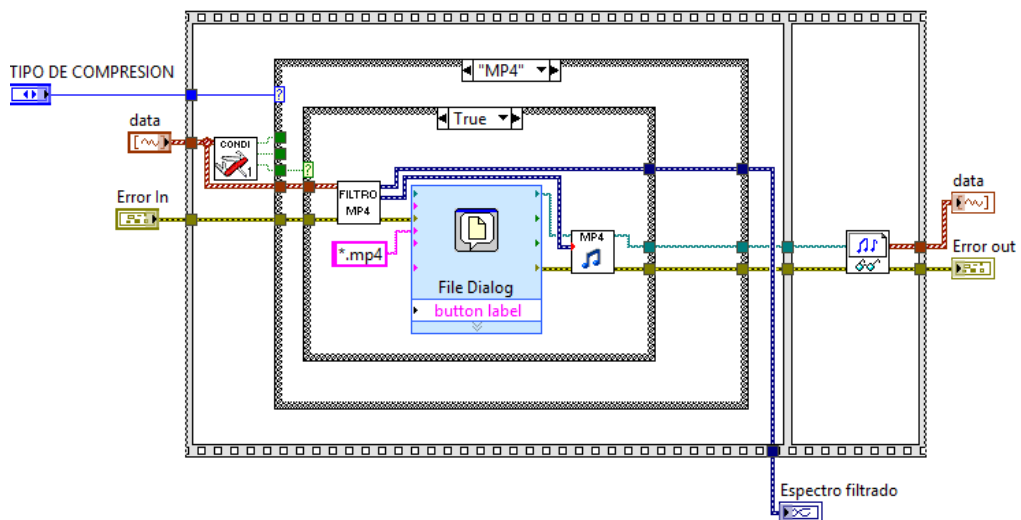 TIPO DE COMPRESION
"MP4"
True
data
CONDI
1
Error In
FILTRO
MP4
*.mp4
File Dialog
button label
MP4
data
Error out
Espectro filtrado